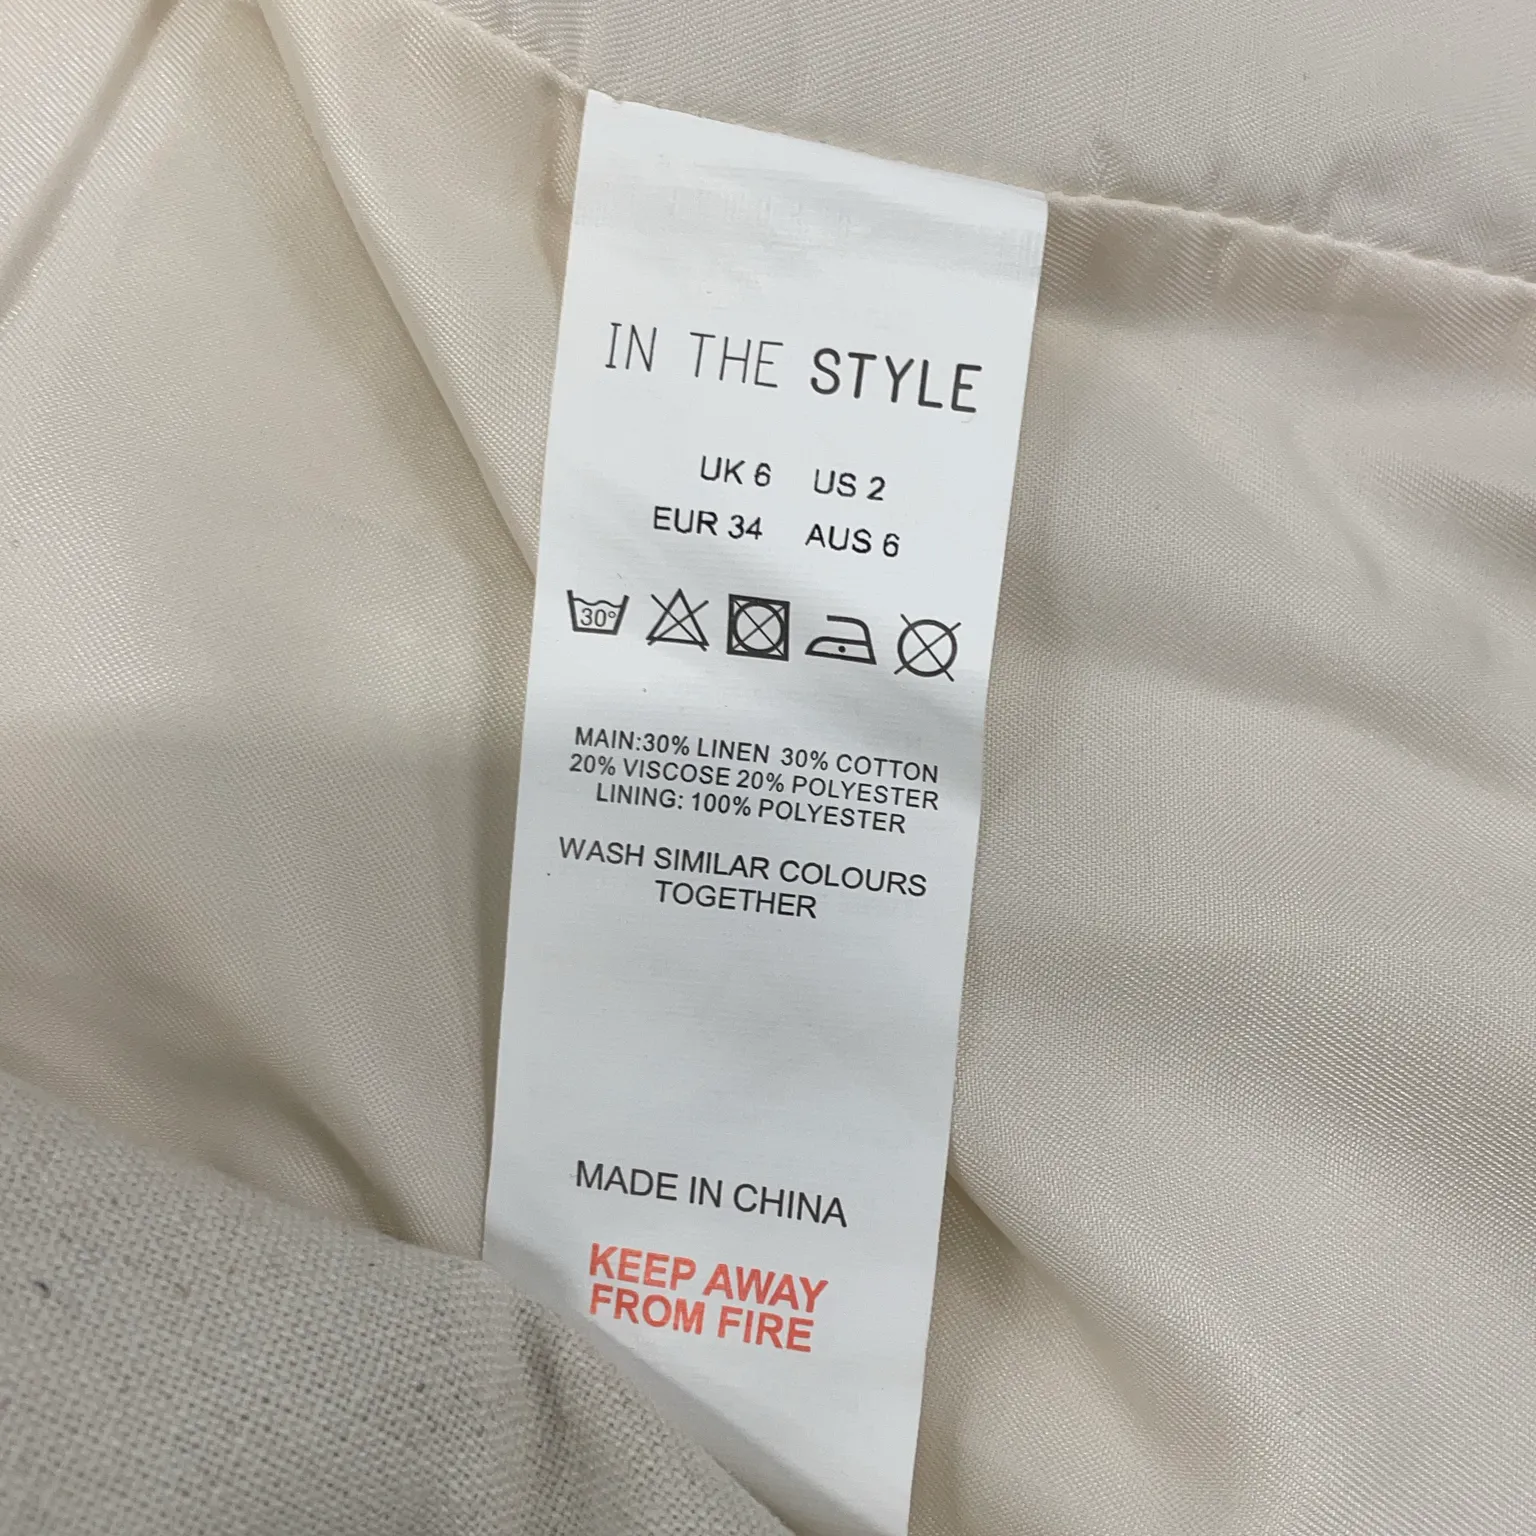 IN THE STYLE
UK 6 US 2
EUR 34 AUS 6
30°
MAIN:30% LINEN 30% COTTON
20% VISCOSE 20% POLYESTER
LINING: 100% POLYESTER
WASH SIMILAR COLOURS
TOGETHER
MADE IN CHINA
KEEP AWAY
FROM FIRE